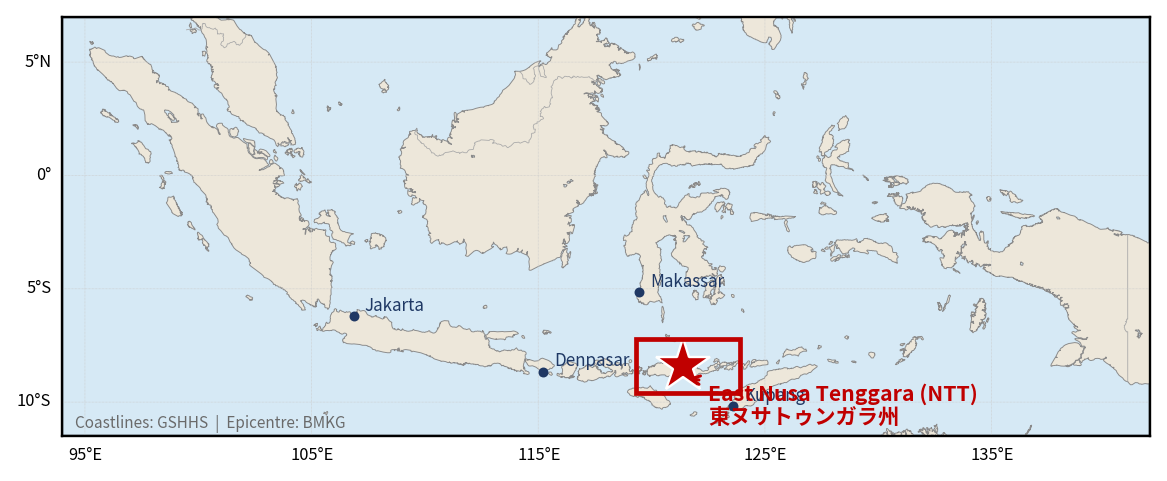 5°N
0°
5°S
10°S
Makassar
Jakarta
Denpasar
Kupang
East Nusa Tenggara (NTT)
東ヌサトゥンガラ州
Coastlines: GSHHS | Epicentre: BMKG
95°E
105°E
115°E
125°E
135°E